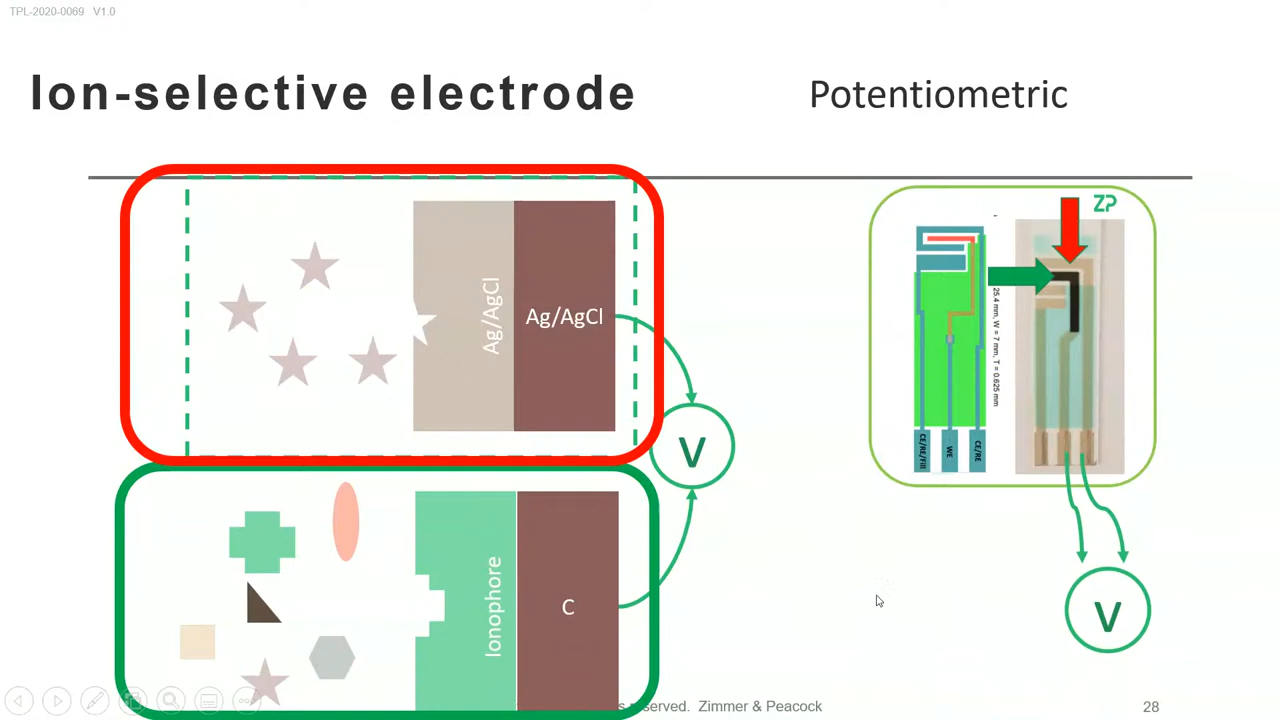 TPL-2020-0069 V1.0
Ion-selective electrode
Potentiometric
Ag/AgCl
Ag/AgCl
V
Ionophore
C
ZP
25.4 mm, W = 7 mm, T = 0.625 mm
CE/RE/Fill
WE
CE/RE
V
s reserved. Zimmer & Peacock
28